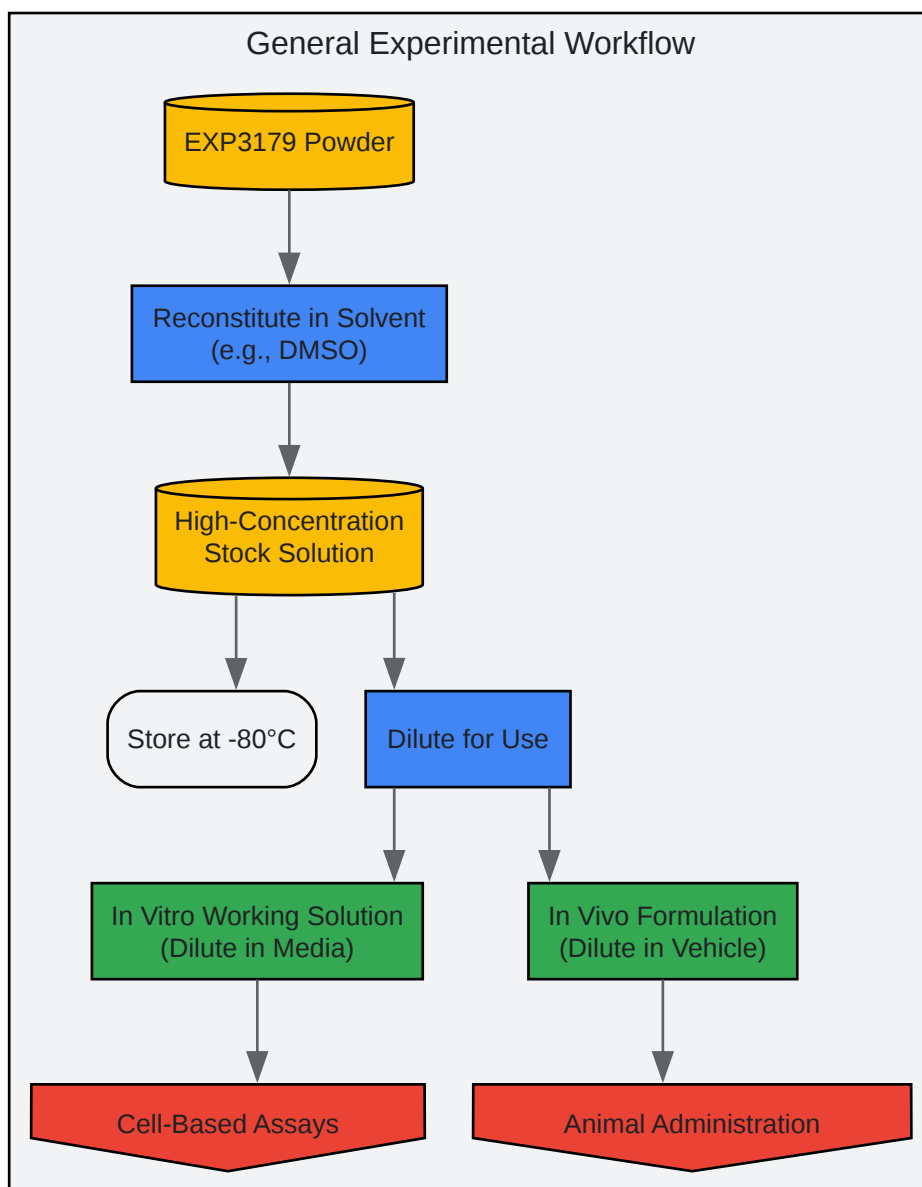 General Experimental Workflow
EXP3179 Powder
Reconstitute in Solvent
(e.g., DMSO)
High-Concentration
Stock Solution
Store at -80°C
Dilute for Use
In Vitro Working Solution
(Dilute in Media)
In Vivo Formulation
(Dilute in Vehicle)
Cell-Based Assays
Animal Administration